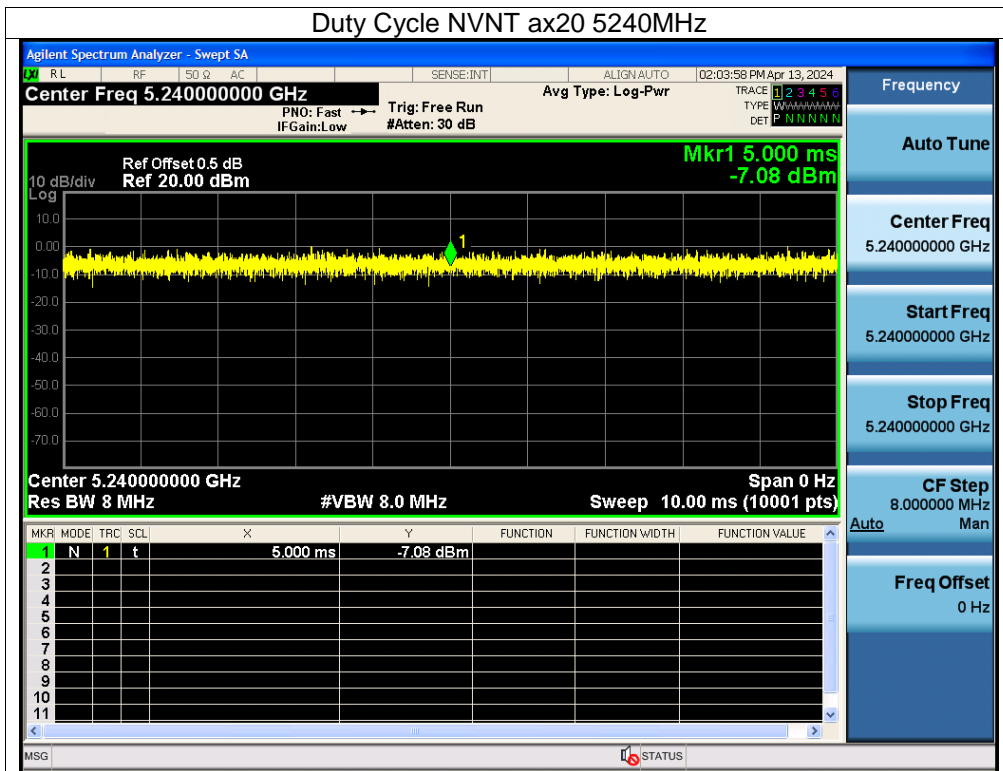 Duty Cycle NVNT ax20 5240MHz
Agilent Spectrum Analyzer - Swept SA
LXI RL RF 50 Ω AC SENSE:INT ALIGN AUTO 02:03:58 PM Apr 13, 2024
Center Freq 5.240000000 GHz Avg Type: Log-Pwr TRACE 1 2 3 4 5 6
PNO: Fast Trig: Free Run TYPE WWWWWW
IFGain:Low #Atten: 30 dB DET P N N N N N
Mkr1 5.000 ms
-7.08 dBm
Ref Offset 0.5 dB
10 dB/div Ref 20.00 dBm
Log
10.0
0.00
-10.0
-20.0
-30.0
-40.0
-50.0
-60.0
-70.0
1
Center 5.240000000 GHz Span 0 Hz
Res BW 8 MHz #VBW 8.0 MHz Sweep 10.00 ms (10001 pts)
MKR MODE TRC SCL X Y FUNCTION FUNCTION WIDTH FUNCTION VALUE
1 N 1 t 5.000 ms -7.08 dBm
2
3
4
5
6
7
8
9
10
11
MSG STATUS
Frequency
Auto Tune
Center Freq
5.240000000 GHz
Start Freq
5.240000000 GHz
Stop Freq
5.240000000 GHz
CF Step
8.000000 MHz
Auto Man
Freq Offset
0 Hz